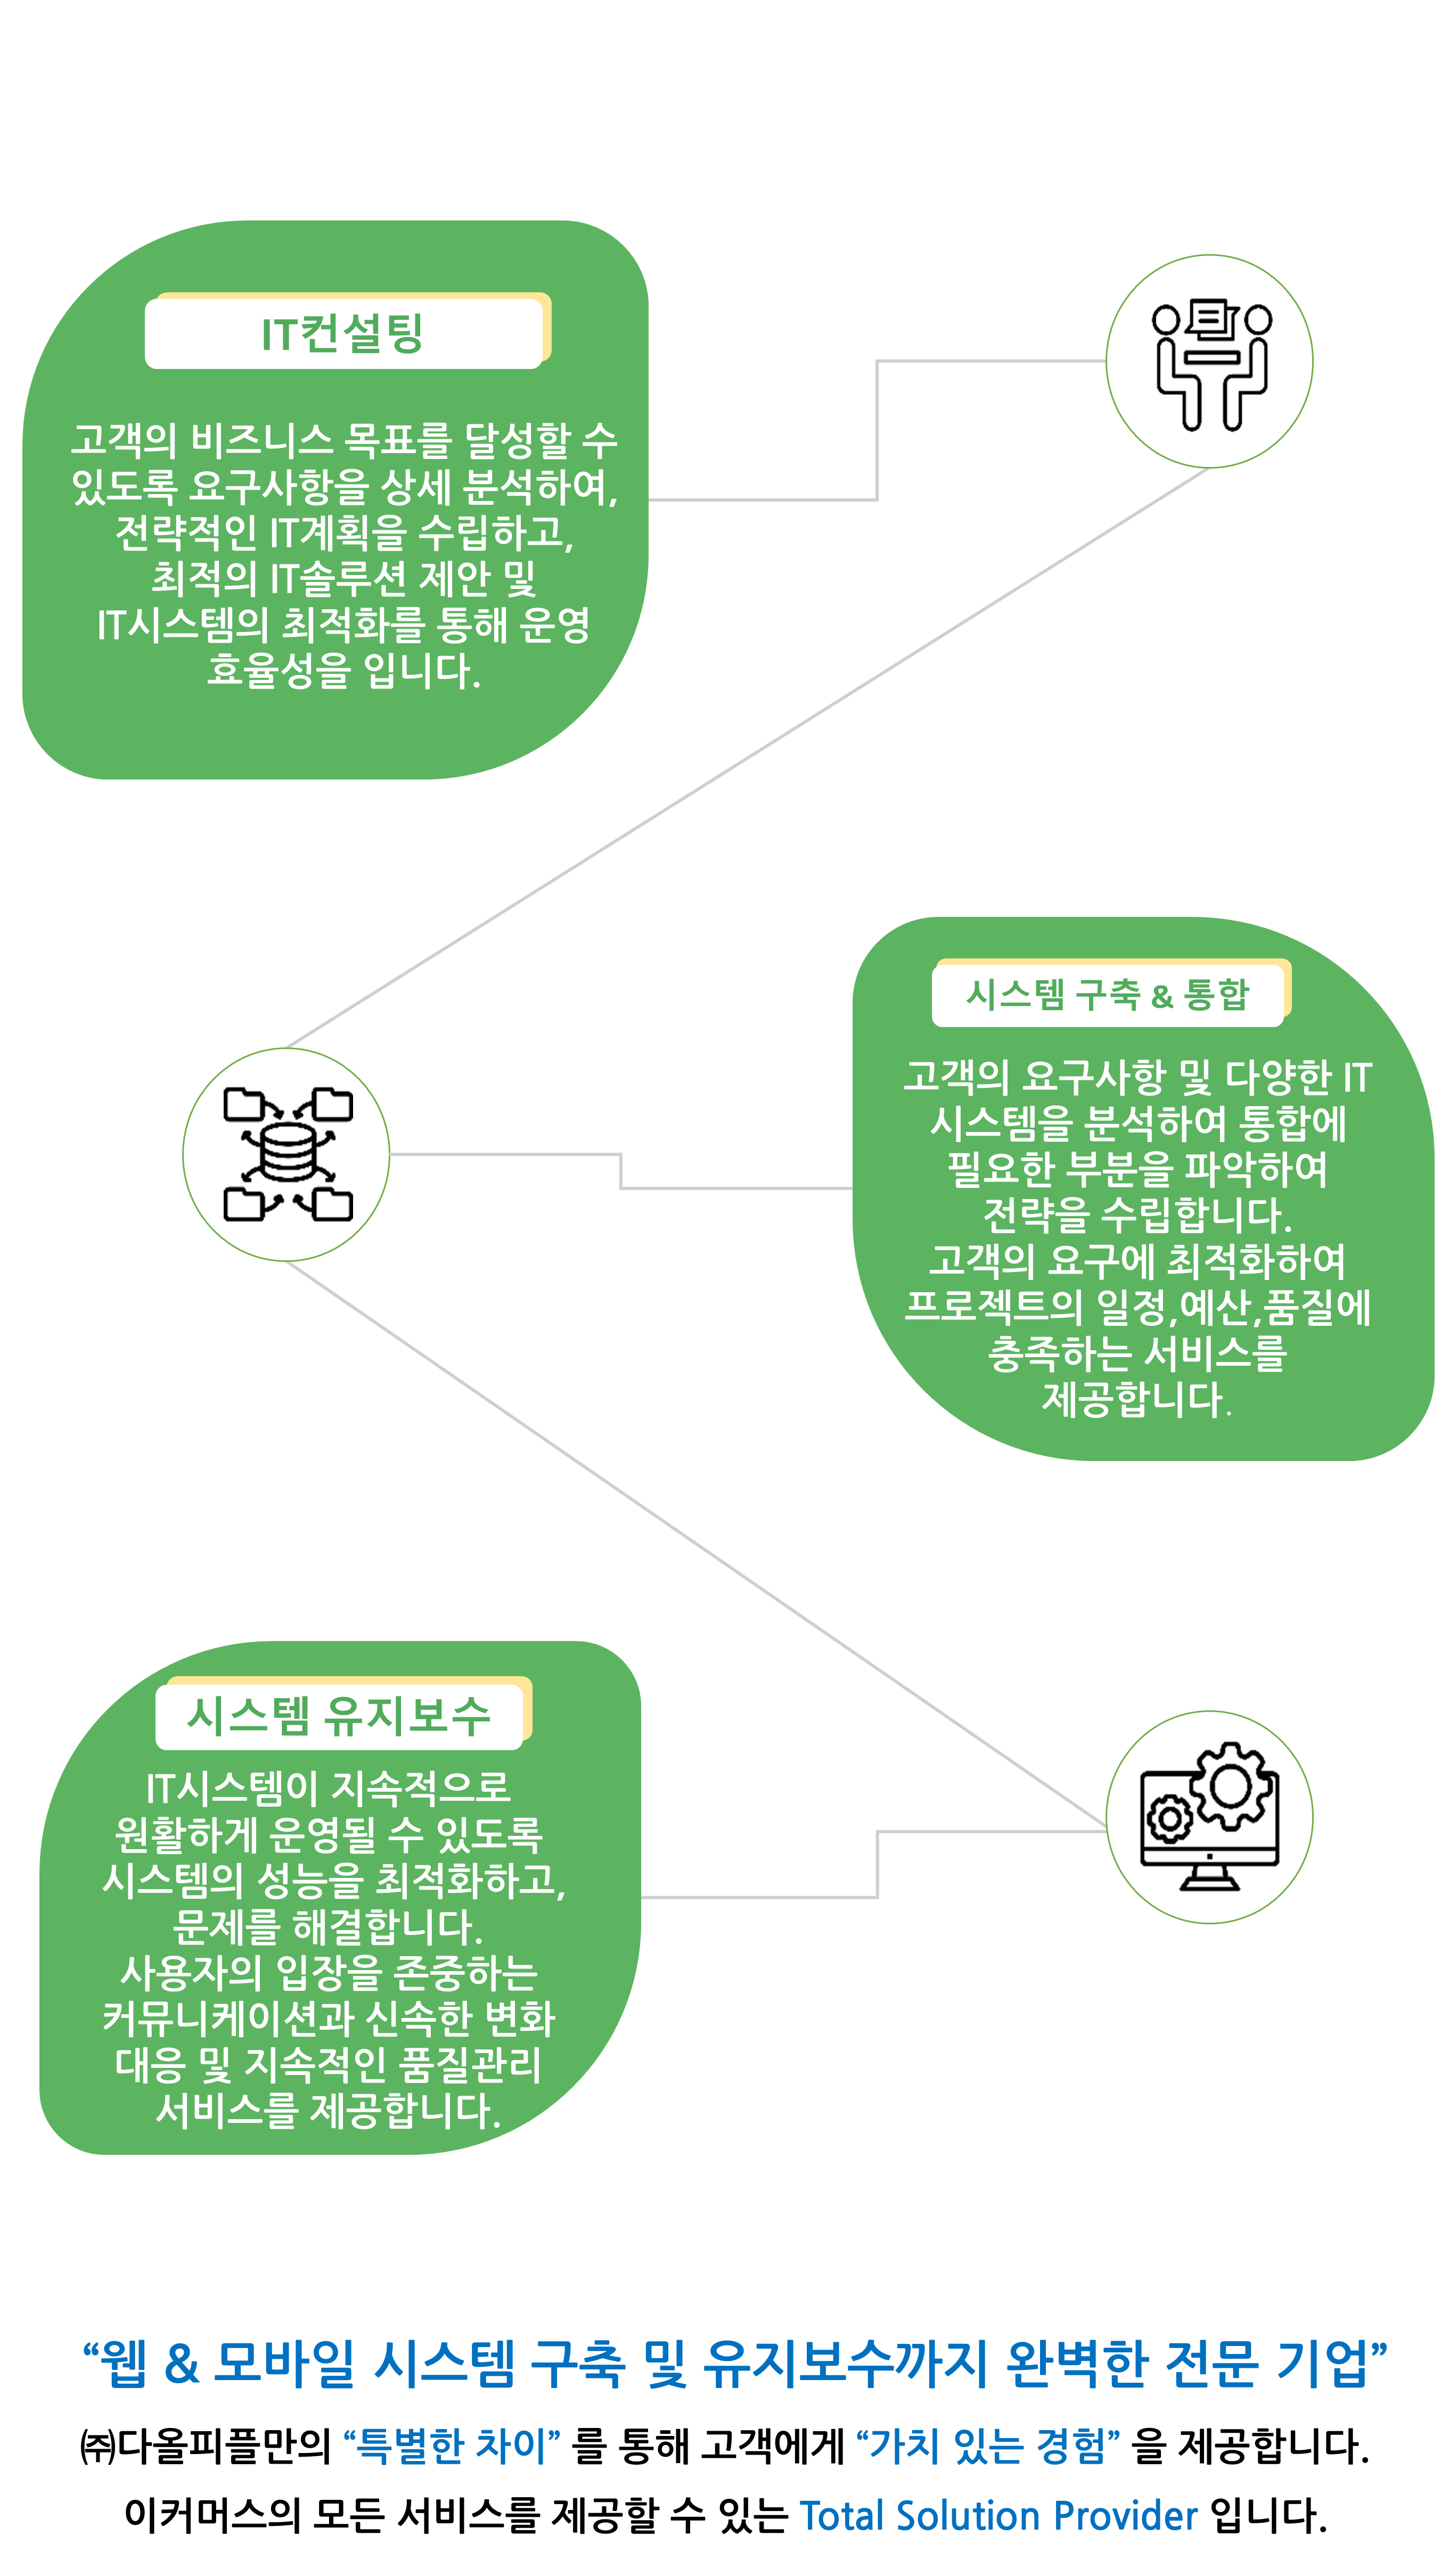 IT컨설팅
고객의 비즈니스 목표를 달성할 수
있도록 요구사항을 상세 분석하여,
전략적인 IT계획을 수립하고,
최적의 IT솔루션 제안 및
IT시스템의 최적화를 통해 운영
효율성을 입니다.
시스템 구축 & 통합
고객의 요구사항 및 다양한 IT
시스템을 분석하여 통합에
필요한 부분을 파악하여
전략을 수립합니다.
고객의 요구에 최적화하여
프로젝트의 일정,예산,품질에
충족하는 서비스를
제공합니다.
시스템 유지보수
IT시스템이 지속적으로
원활하게 운영될 수 있도록
시스템의 성능을 최적화하고,
문제를 해결합니다.
사용자의 입장을 존중하는
커뮤니케이션과 신속한 변화
대응 및 지속적인 품질관리
서비스를 제공합니다.
“웹 & 모바일 시스템 구축 및 유지보수까지 완벽한 전문 기업”
㈜다올피플만의 “특별한 차이” 를 통해 고객에게 “가치 있는 경험” 을 제공합니다.
이커머스의 모든 서비스를 제공할 수 있는 Total Solution Provider 입니다.